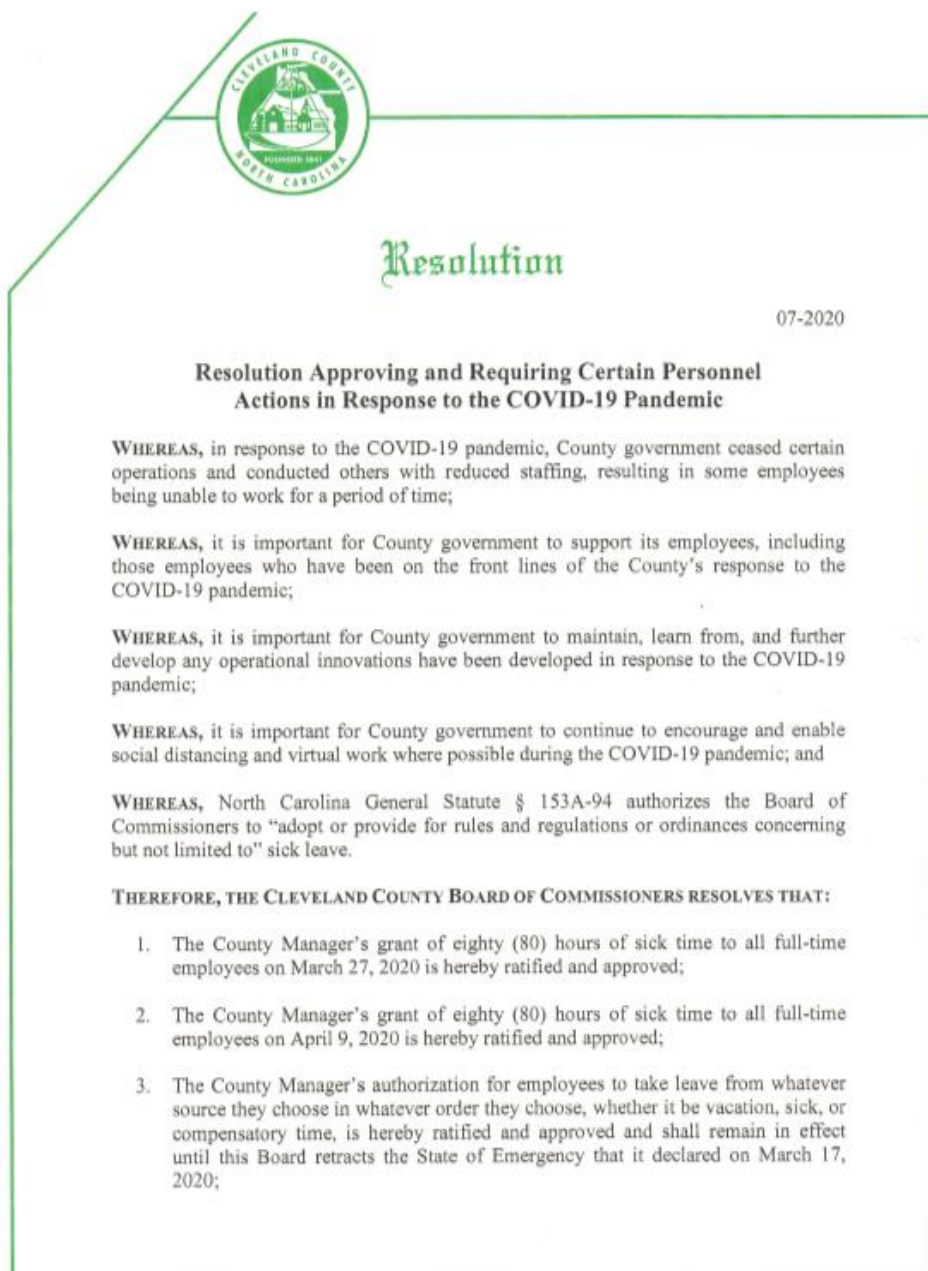 CLEVELAND COUNTY
FOUNDED 1841
NORTH CAROLINA
Resolution
07-2020
Resolution Approving and Requiring Certain Personnel
Actions in Response to the COVID-19 Pandemic
WHEREAS, in response to the COVID-19 pandemic, County government ceased certain
operations and conducted others with reduced staffing, resulting in some employees
being unable to work for a period of time;
WHEREAS, it is important for County government to support its employees, including
those employees who have been on the front lines of the County's response to the
COVID-19 pandemic;
WHEREAS, it is important for County government to maintain, learn from, and further
develop any operational innovations have been developed in response to the COVID-19
pandemic;
WHEREAS, it is important for County government to continue to encourage and enable
social distancing and virtual work where possible during the COVID-19 pandemic; and
WHEREAS, North Carolina General Statute § 153A-94 authorizes the Board of
Commissioners to “adopt or provide for rules and regulations or ordinances concerning
but not limited to” sick leave.
THEREFORE, THE CLEVELAND COUNTY BOARD OF COMMISSIONERS RESOLVES THAT:
1. The County Manager's grant of eighty (80) hours of sick time to all full-time
employees on March 27, 2020 is hereby ratified and approved;
2. The County Manager's grant of eighty (80) hours of sick time to all full-time
employees on April 9, 2020 is hereby ratified and approved;
3. The County Manager's authorization for employees to take leave from whatever
source they choose in whatever order they choose, whether it be vacation, sick, or
compensatory time, is hereby ratified and approved and shall remain in effect
until this Board retracts the State of Emergency that it declared on March 17,
2020;